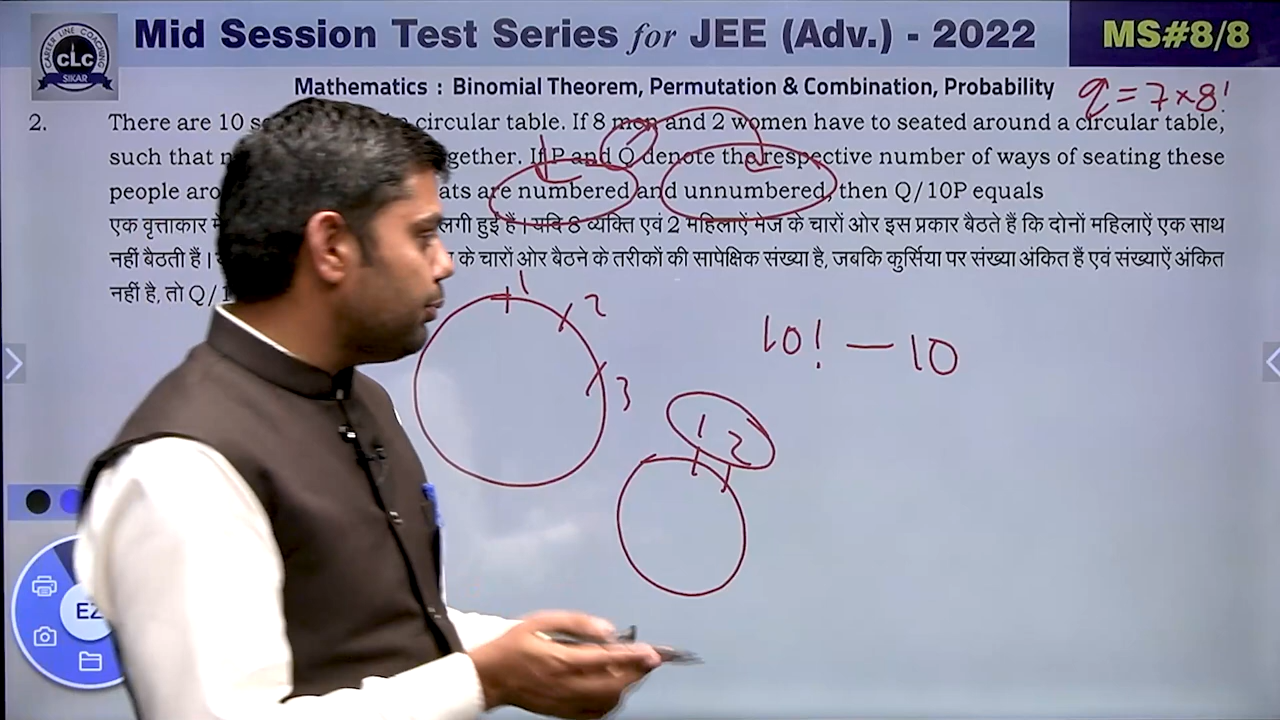 CAREER LINE COACHING
CLC
SIKAR
Mid Session Test Series for JEE (Adv.) - 2022
MS#8/8
Mathematics : Binomial Theorem, Permutation & Combination, Probability
Q = 7 × 8!
2. There are 10 circular table. If 8 men and 2 women have to seated around a circular table,
such that ogether. If P and Q denote the respective number of ways of seating these
people are numbered and unnumbered, then Q/10P equals
एक वृत्ताकार लगी हुई हैं। यदि 8 व्यक्ति एवं 2 महिलाऐं मेज के चारों ओर इस प्रकार बैठते हैं कि दोनों महिलाऐं एक साथ
नहीं बैठती हैं। के चारों ओर बैठने के तरीकों की सापेक्षिक संख्या है, जबकि कुर्सिया पर संख्या अंकित हैं एवं संख्याऐं अंकित
नहीं है, तो Q/1
1
2
3
10! — 10
1 2
EZ